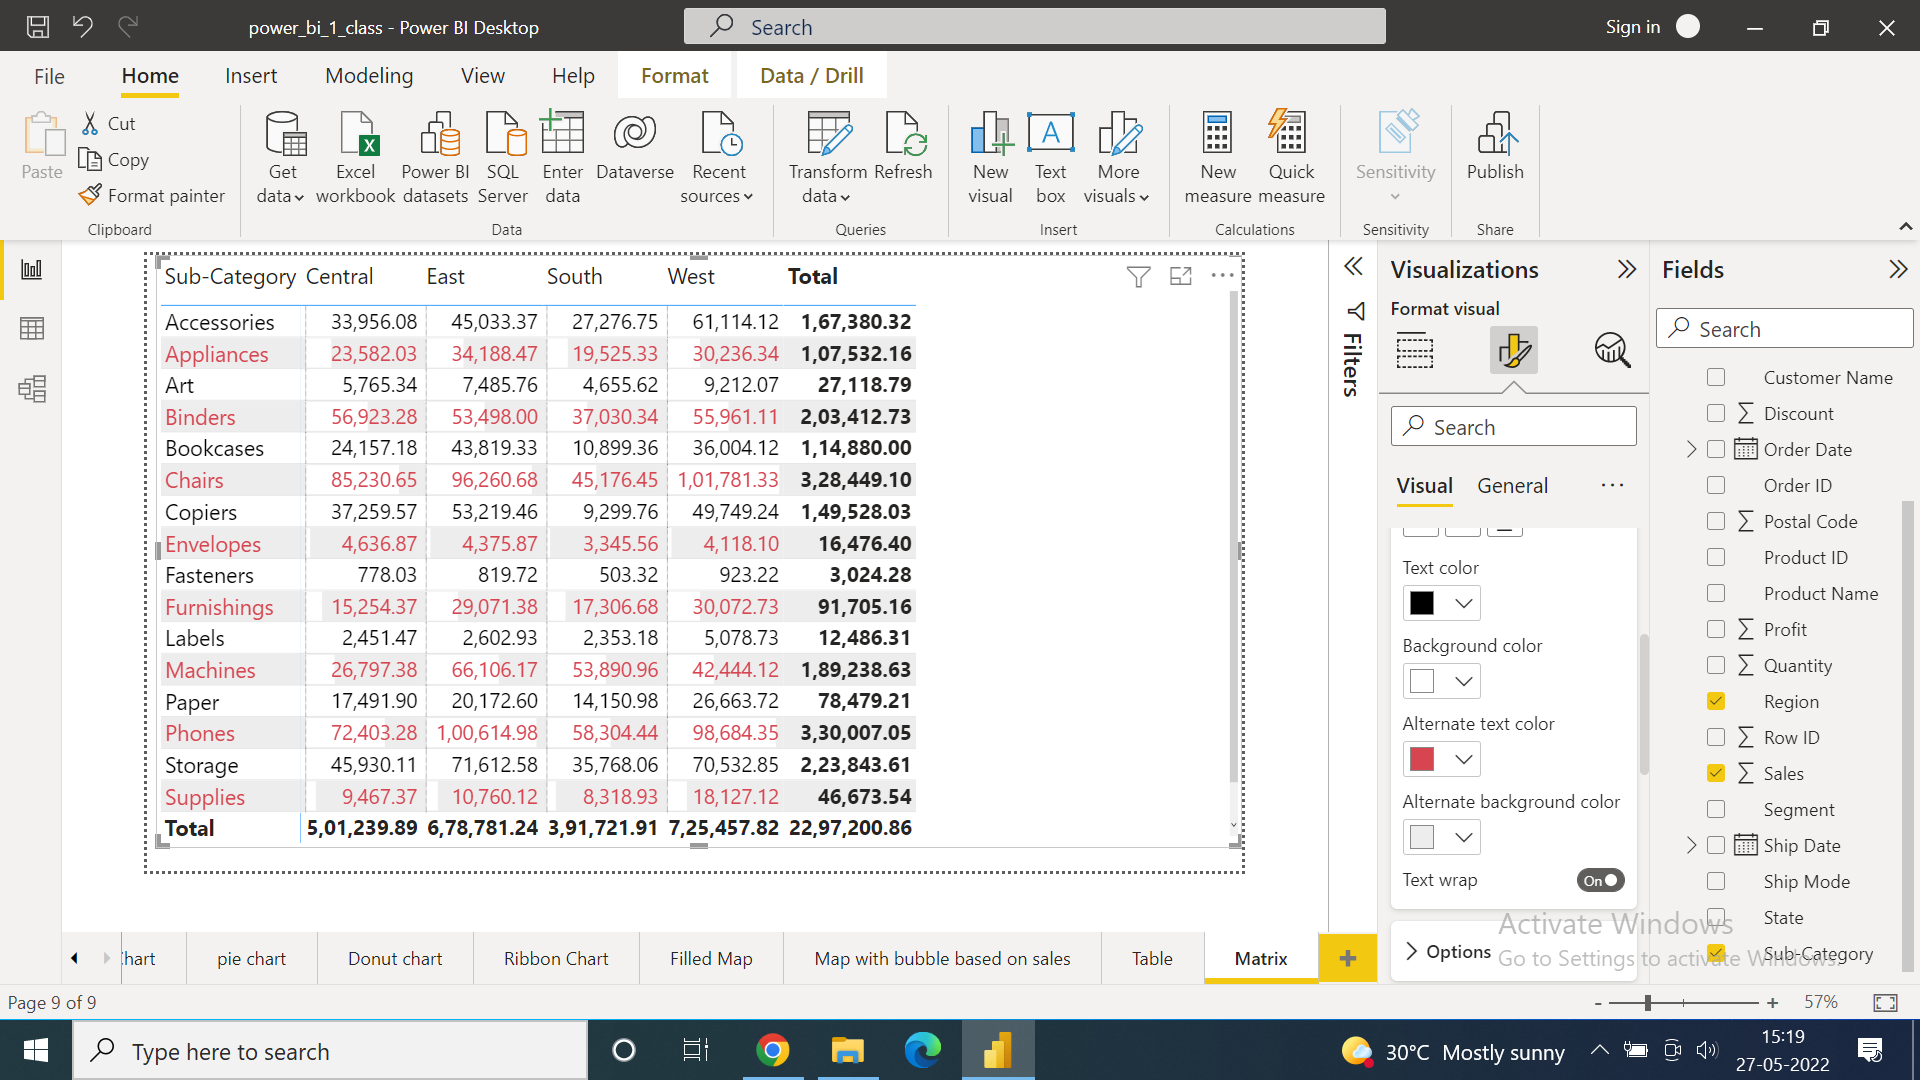 power_bi_1_class - Power BI Desktop
Search
Sign in
File
Home
Insert
Modeling
View
Help
Format
Data / Drill
Paste
Cut
Copy
Format painter
Clipboard
Get data
Excel workbook
Power BI datasets
SQL Server
Enter data
Dataverse
Recent sources
Data
Transform data
Refresh
Queries
New visual
Text box
More visuals
Insert
New measure
Quick measure
Calculations
Sensitivity
Sensitivity
Publish
Share
Sub-Category Central East South West Total
Accessories 33,956.08 45,033.37 27,276.75 61,114.12 1,67,380.32
Appliances 23,582.03 34,188.47 19,525.33 30,236.34 1,07,532.16
Art 5,765.34 7,485.76 4,655.62 9,212.07 27,118.79
Binders 56,923.28 53,498.00 37,030.34 55,961.11 2,03,412.73
Bookcases 24,157.18 43,819.33 10,899.36 36,004.12 1,14,880.00
Chairs 85,230.65 96,260.68 45,176.45 1,01,781.33 3,28,449.10
Copiers 37,259.57 53,219.46 9,299.76 49,749.24 1,49,528.03
Envelopes 4,636.87 4,375.87 3,345.56 4,118.10 16,476.40
Fasteners 778.03 819.72 503.32 923.22 3,024.28
Furnishings 15,254.37 29,071.38 17,306.68 30,072.73 91,705.16
Labels 2,451.47 2,602.93 2,353.18 5,078.73 12,486.31
Machines 26,797.38 66,106.17 53,890.96 42,444.12 1,89,238.63
Paper 17,491.90 20,172.60 14,150.98 26,663.72 78,479.21
Phones 72,403.28 1,00,614.98 58,304.44 98,684.35 3,30,007.05
Storage 45,930.11 71,612.58 35,768.06 70,532.85 2,23,843.61
Supplies 9,467.37 10,760.12 8,318.93 18,127.12 46,673.54
Total 5,01,239.89 6,78,781.24 3,91,721.91 7,25,457.82 22,97,200.86
Filters
Visualizations
Format visual
Search
Visual
General
Text color
Background color
Alternate text color
Alternate background color
Text wrap
On
Options
Fields
Search
Customer Name
Discount
Order Date
Order ID
Postal Code
Product ID
Product Name
Profit
Quantity
Region
Row ID
Sales
Segment
Ship Date
Ship Mode
State
Sub-Category
Activate Windows
Go to Settings to activate Windows.
hart
pie chart
Donut chart
Ribbon Chart
Filled Map
Map with bubble based on sales
Table
Matrix
Page 9 of 9
57%
Type here to search
30°C Mostly sunny
15:19
27-05-2022